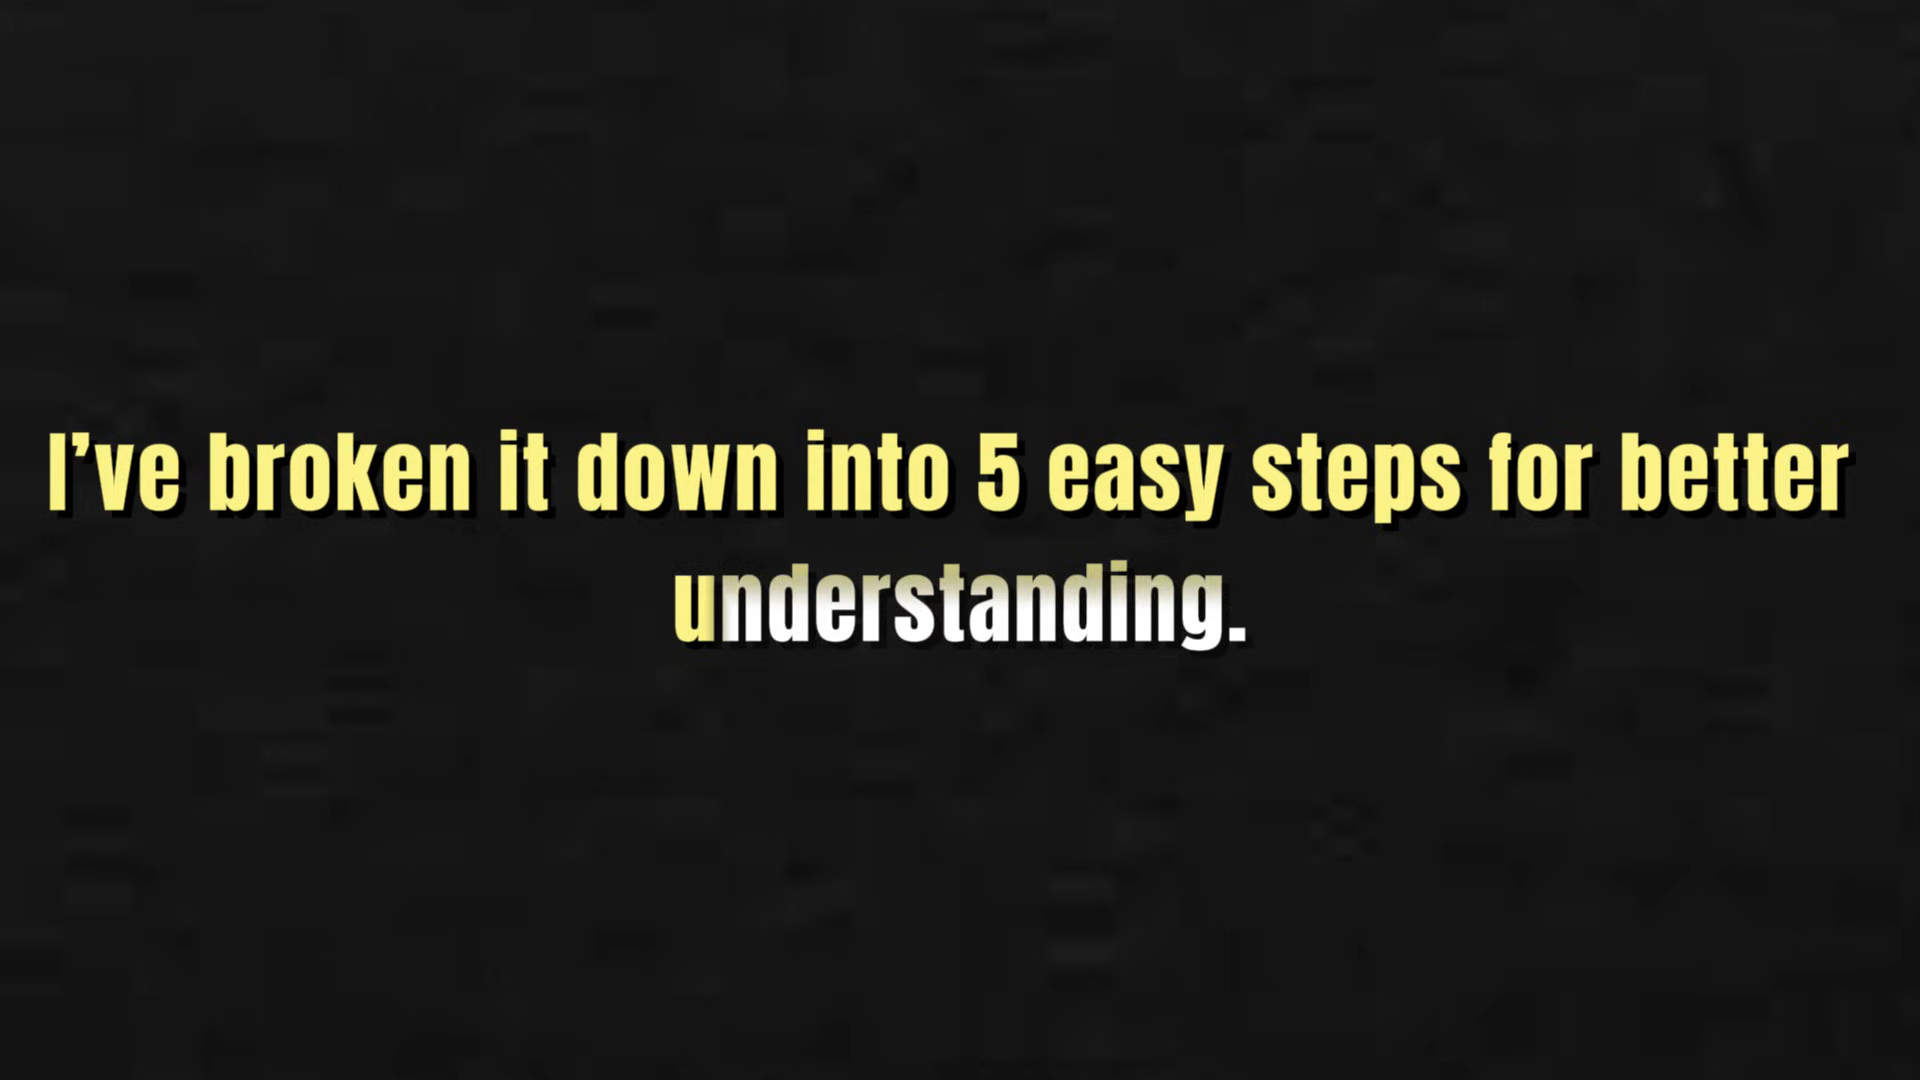 I’ve broken it down into 5 easy steps for better
understanding.